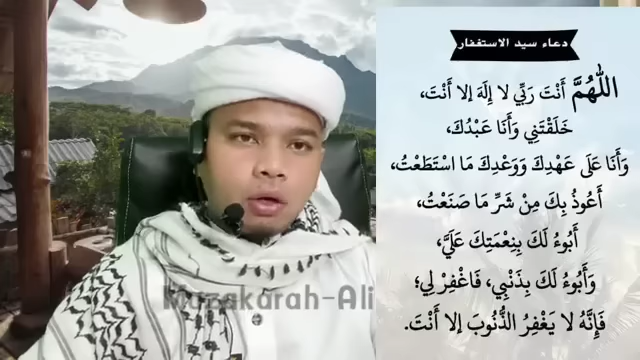 دعاء سيد الاستغفار
اللّٰهُمَّ أَنْتَ رَبِّي لا إِلَهَ إلا أَنْتَ،
خَلَقْتَنِي وَأَنَا عَبْدُكَ،
وَأَنَا عَلَى عَهْدِكَ وَوَعْدِكَ مَا اسْتَطَعْتُ،
أَعُوذُ بِكَ مِنْ شَرِّ مَا صَنَعْتُ،
أَبُوءُ لَكَ بِنِعْمَتِكَ عَلَيَّ،
وَأَبُوءُ لَكَ بِذَنْبِي، فَاغْفِرْ لِي؛
فَإِنَّهُ لا يَغْفِرُ الذُّنُوبَ إلا أَنْتَ.
Muzakarah-Ali